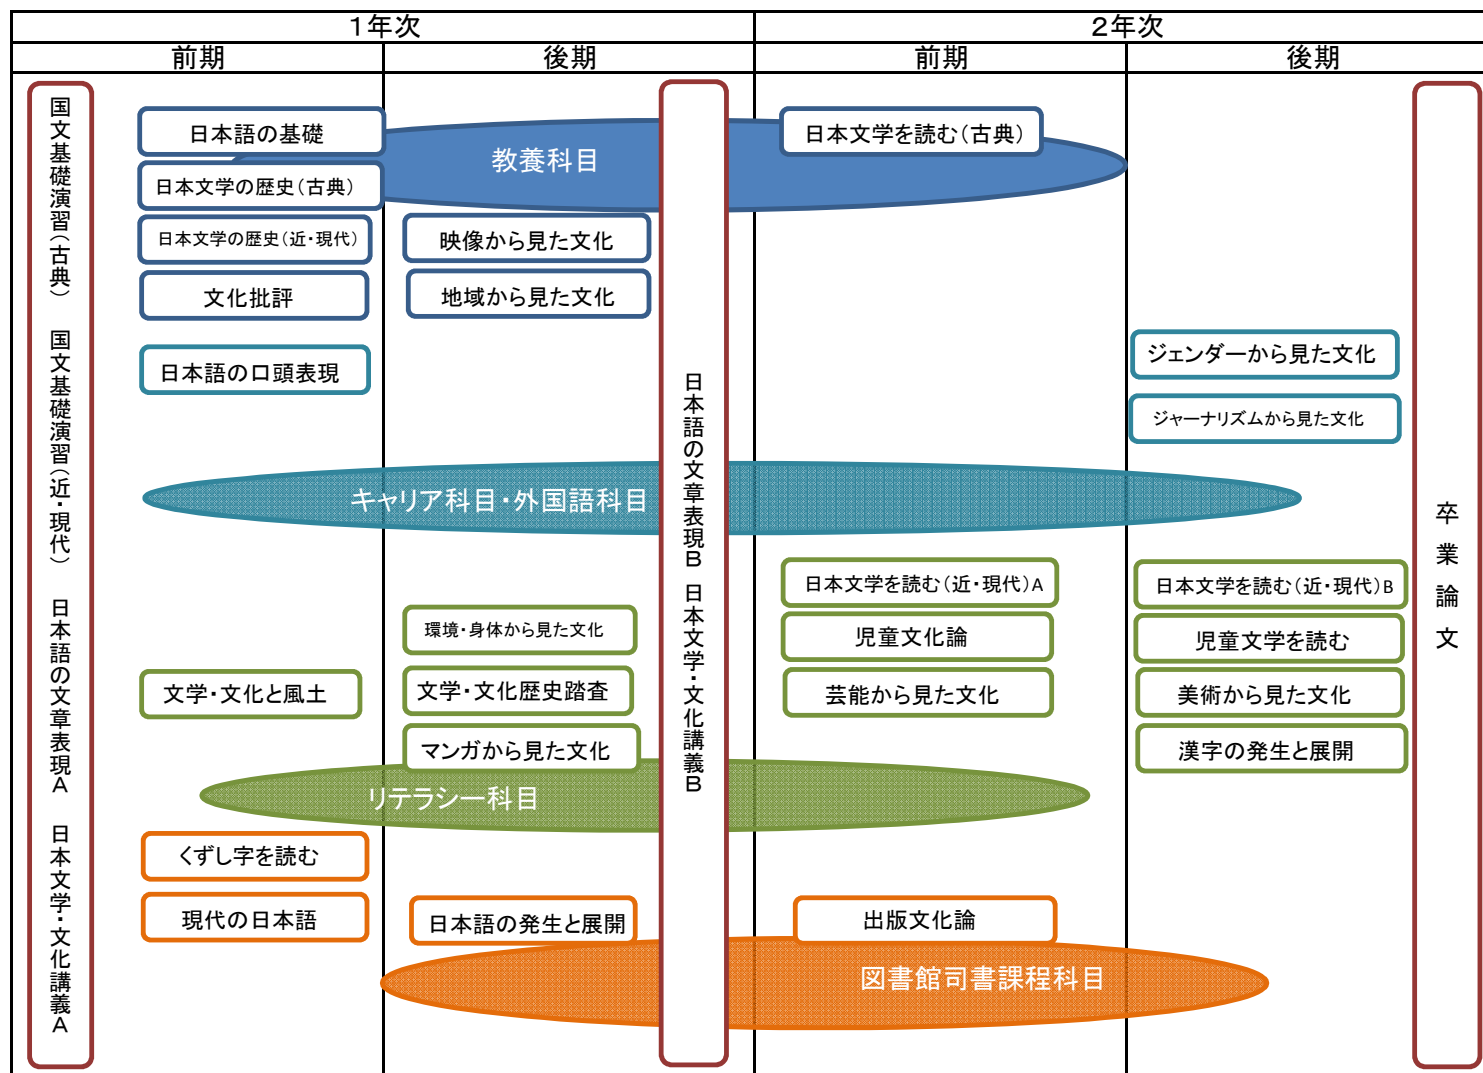 1年次
2年次
前期
後期
前期
後期
国文基礎演習(古典)
国文基礎演習(近・現代)
日本語の文章表現A
日本文学・文化講義A
日本語の基礎
教養科目
日本文学を読む(古典)
日本文学の歴史(古典)
日本文学の歴史(近・現代)
映像から見た文化
文化批評
地域から見た文化
日本語の口頭表現
ジェンダーから見た文化
ジャーナリズムから見た文化
日本語の文章表現B
日本文学・文化講義B
キャリア科目・外国語科目
卒業論文
日本文学を読む(近・現代)A
日本文学を読む(近・現代)B
環境・身体から見た文化
児童文化論
児童文学を読む
文学・文化と風土
文学・文化歴史踏査
芸能から見た文化
美術から見た文化
マンガから見た文化
漢字の発生と展開
リテラシー科目
くずし字を読む
現代の日本語
日本語の発生と展開
出版文化論
図書館司書課程科目